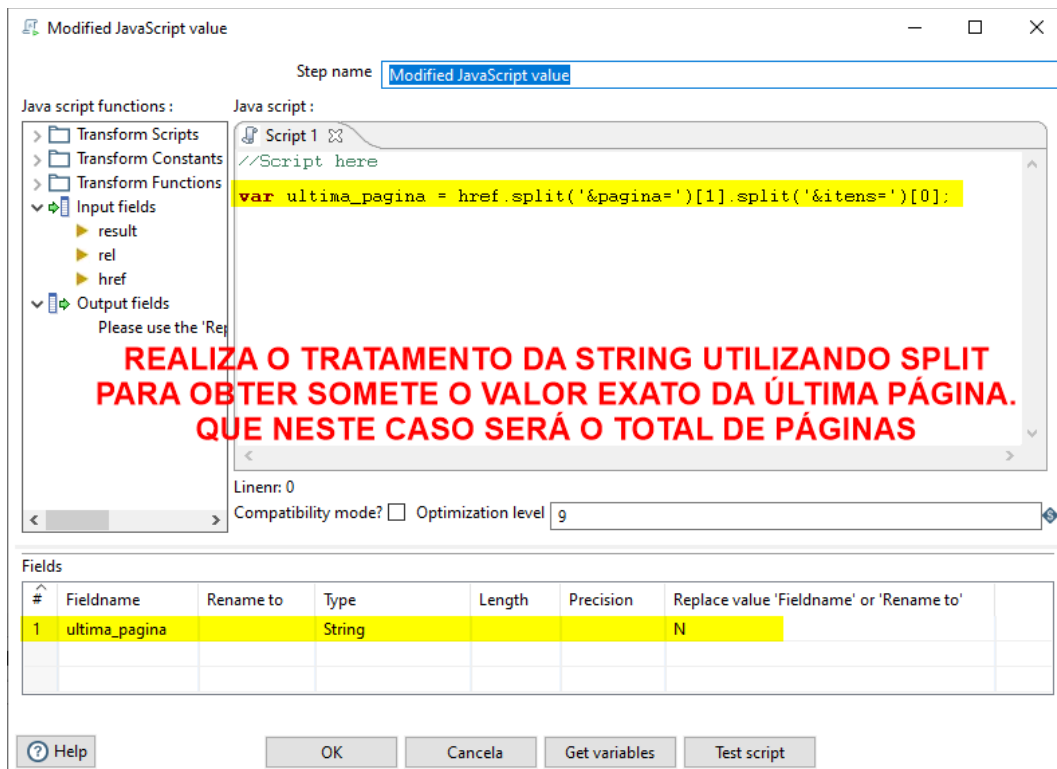 Modified JavaScript value
Step name Modified JavaScript value
Java script functions :
Java script :
Transform Scripts
Transform Constants
Transform Functions
Input fields
result
rel
href
Output fields
Please use the 'Rep
Script 1
//Script here
var ultima_pagina = href.split('&pagina=')[1].split('&itens=')[0];
REALIZA O TRATAMENTO DA STRING UTILIZANDO SPLIT
PARA OBTER SOMETE O VALOR EXATO DA ÚLTIMA PÁGINA.
QUE NESTE CASO SERÁ O TOTAL DE PÁGINAS
Linenr: 0
Compatibility mode? Optimization level 9
Fields
# Fieldname Rename to Type Length Precision Replace value 'Fieldname' or 'Rename to'
1 ultima_pagina String N
Help OK Cancela Get variables Test script